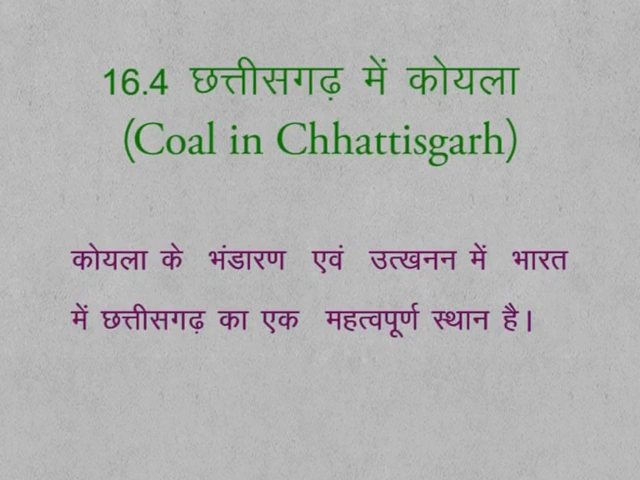 16.4 छत्तीसगढ़ में कोयला
(Coal in Chhattisgarh)
कोयला के भंडारण एवं उत्खनन में भारत
में छत्तीसगढ़ का एक महत्वपूर्ण स्थान है।